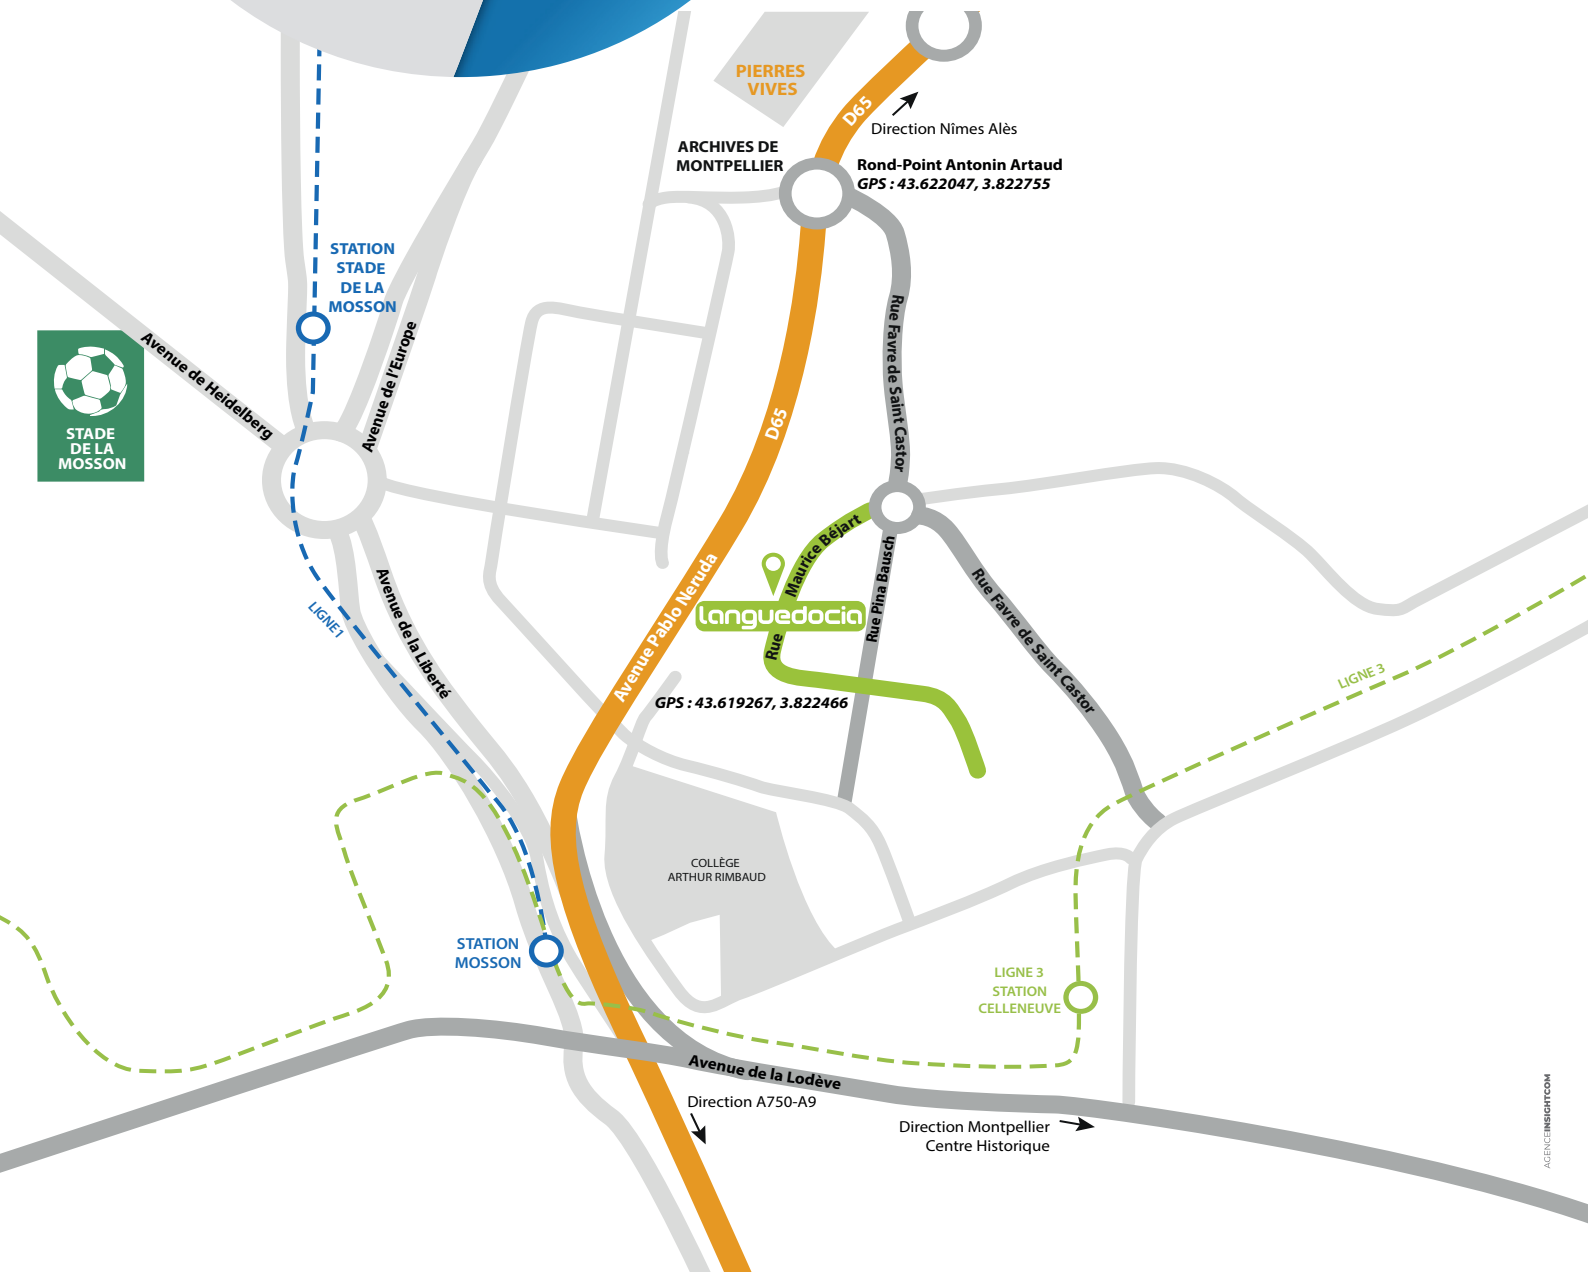 PIERRES
VIVES
D65
Direction Nîmes Alès
ARCHIVES DE
MONTPELLIER
Rond-Point Antonin Artaud
GPS : 43.622047, 3.822755
STATION
STADE
DE LA
MOSSON
Avenue de Heidelberg
Avenue de l'Europe
STADE
DE LA
MOSSON
Rue Favre de Saint Castor
D65
Maurice Béjart
Rue
languedocia
Rue Pina Bausch
Rue Favre de Saint Castor
Avenue Pablo Neruda
LIGNE1
Avenue de la Liberté
GPS : 43.619267, 3.822466
LIGNE 3
COLLÈGE
ARTHUR RIMBAUD
STATION
MOSSON
LIGNE 3
STATION
CELLENEUVE
Avenue de la Lodève
Direction A750-A9
Direction Montpellier
Centre Historique
AGENCEINSIGHTCOM